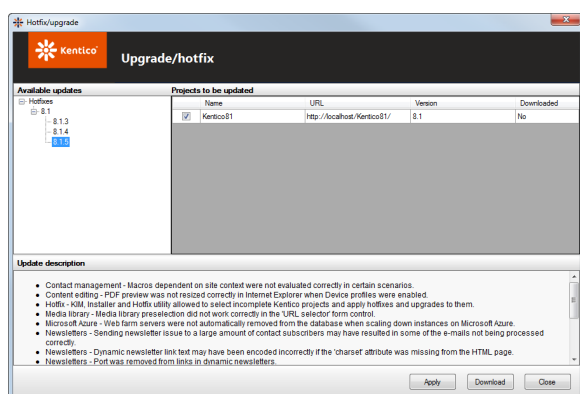 Hotfix/upgrade
Kentico
Upgrade/hotfix
Available updates
Projects to be updated
Hotfixes
8.1
8.1.3
8.1.4
8.1.5
Name URL Version Downloaded
Kentico81 http://localhost/Kentico81/ 8.1 No
Update description
Contact management - Macros dependent on site context were not evaluated correctly in certain scenarios.
Content editing - PDF preview was not resized correctly in Internet Explorer when Device profiles were enabled.
Hotfix - KIM, Installer and Hotfix utility allowed to select incomplete Kentico projects and apply hotfixes and upgrades to them.
Media library - Media library preselection did not work correctly in the 'URL selector' form control.
Microsoft Azure - Web farm servers were not automatically removed from the database when scaling down instances on Microsoft Azure.
Newsletters - Sending newsletter issue to a large amount of contact subscribers may have resulted in some of the e-mails not being processed
correctly.
Newsletters - Dynamic newsletter link text may have been encoded incorrectly if the 'charset' attribute was missing from the HTML page.
Newsletters - Port was removed from links in dynamic newsletters.
Apply Download Close